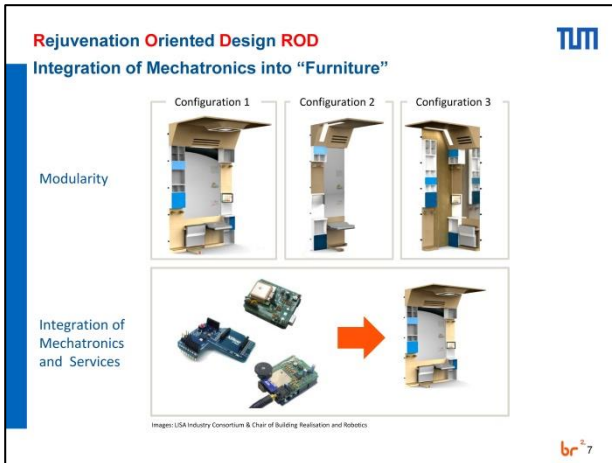 Rejuvenation Oriented Design ROD
TUM
Integration of Mechatronics into “Furniture”
Configuration 1
Configuration 2
Configuration 3
Modularity
Integration of
Mechatronics
and Services
Images: LISA Industry Consortium & Chair of Building Realisation and Robotics
br² 7